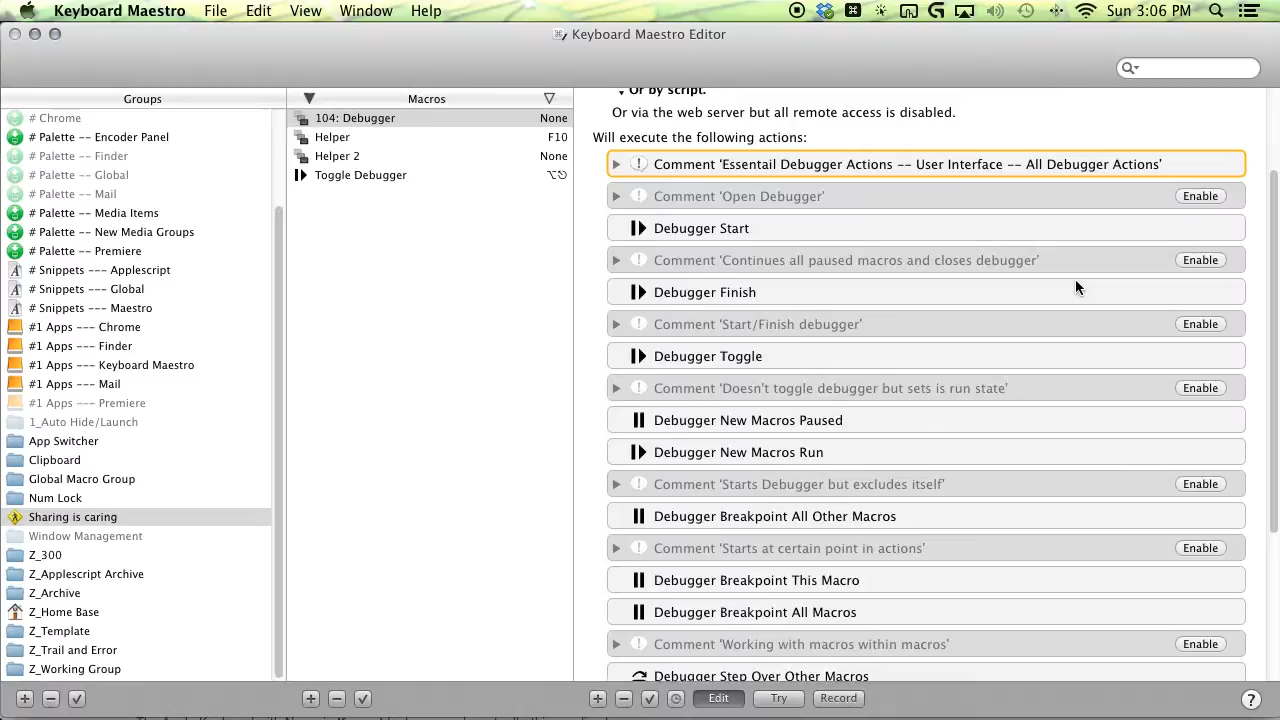 Keyboard Maestro File Edit View Window Help Sun 3:06 PM
Keyboard Maestro Editor
Groups
# Chrome
# Palette -- Encoder Panel
# Palette -- Finder
# Palette -- Global
# Palette -- Mail
# Palette -- Media Items
# Palette -- New Media Groups
# Palette -- Premiere
# Snippets --- Applescript
# Snippets --- Global
# Snippets --- Maestro
#1 Apps --- Chrome
#1 Apps --- Finder
#1 Apps --- Keyboard Maestro
#1 Apps --- Mail
#1 Apps --- Premiere
1_Auto Hide/Launch
App Switcher
Clipboard
Global Macro Group
Num Lock
Sharing is caring
Window Management
Z_300
Z_Applescript Archive
Z_Archive
Z_Home Base
Z_Template
Z_Trail and Error
Z_Working Group
Macros
104: Debugger None
Helper F10
Helper 2 None
Toggle Debugger ⌥⎋
Or by script.
Or via the web server but all remote access is disabled.
Will execute the following actions:
Comment 'Essentail Debugger Actions -- User Interface -- All Debugger Actions'
Comment 'Open Debugger' Enable
Debugger Start
Comment 'Continues all paused macros and closes debugger' Enable
Debugger Finish
Comment 'Start/Finish debugger' Enable
Debugger Toggle
Comment 'Doesn't toggle debugger but sets is run state' Enable
Debugger New Macros Paused
Debugger New Macros Run
Comment 'Starts Debugger but excludes itself' Enable
Debugger Breakpoint All Other Macros
Comment 'Starts at certain point in actions' Enable
Debugger Breakpoint This Macro
Debugger Breakpoint All Macros
Comment 'Working with macros within macros' Enable
Debugger Step Over Other Macros
Edit Try Record ?